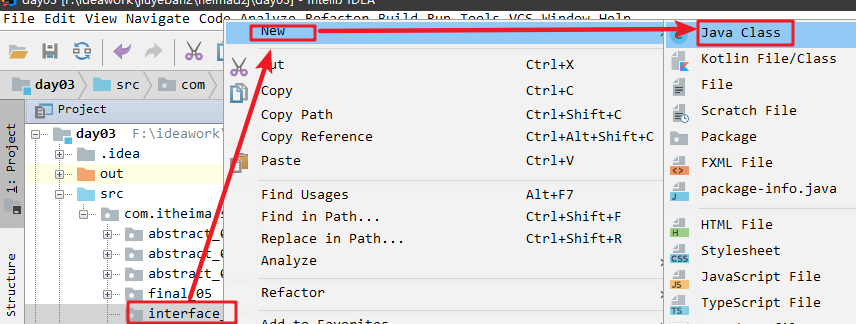 day03 [F:\ideawork\jiuyeban2\heimadzj\day03] - IntelliJ IDEA
File Edit View Navigate Code Analyze Refactor Build Run Tools VCS Window Help
day03 src com
Project
day03 F:\ideawork\
.idea
out
src
com.itheima
abstract_
abstract_
abstract_
final_05
interface_
1: Project
Structure
New
Cut Ctrl+X
Copy Ctrl+C
Copy Path Ctrl+Shift+C
Copy Reference Ctrl+Alt+Shift+C
Paste Ctrl+V
Find Usages Alt+F7
Find in Path... Ctrl+Shift+F
Replace in Path... Ctrl+Shift+R
Analyze
Refactor
Add to Favorites
Java Class
Kotlin File/Class
File
Scratch File
Package
FXML File
package-info.java
HTML File
Stylesheet
JavaScript File
TypeScript File